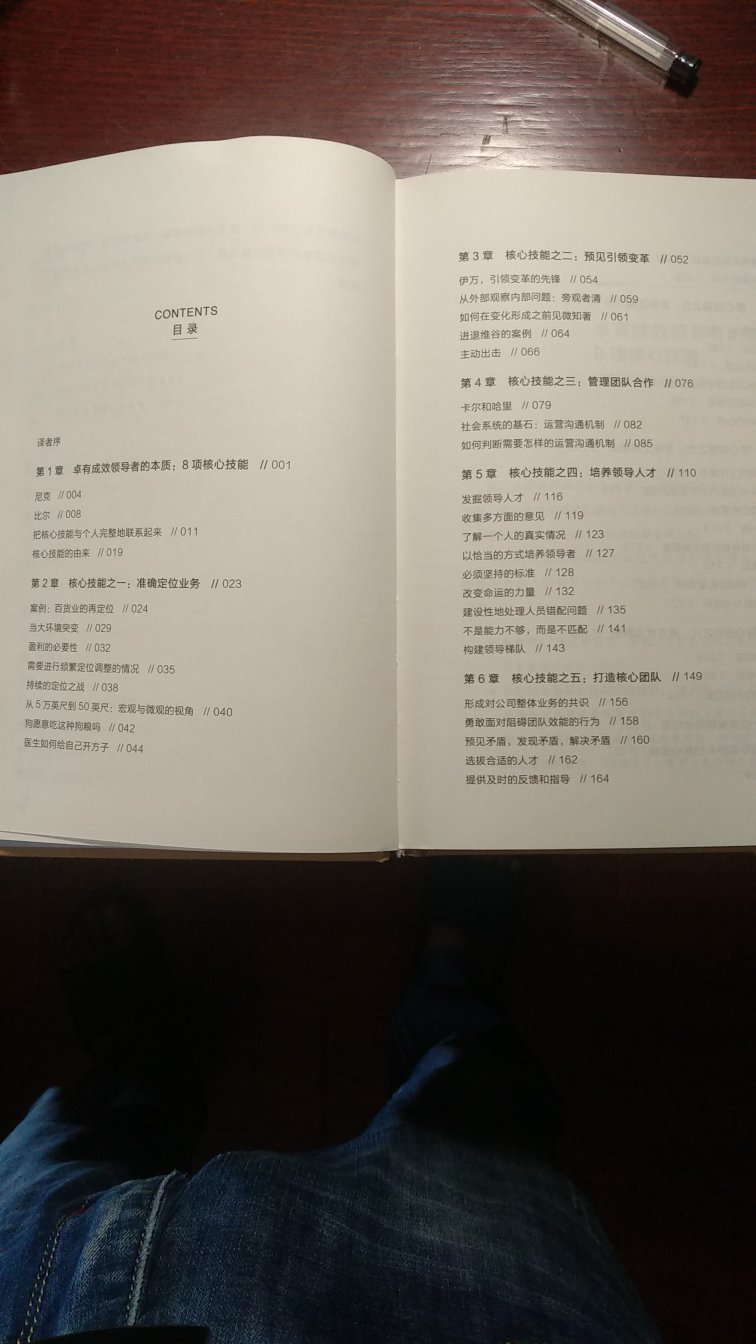 CONTENTS
目录
译者序
第1章 卓有成效领导者的本质：8项核心技能 // 001
尼克 // 004
比尔 // 008
把核心技能与个人完整地联系起来 // 011
核心技能的由来 // 019
第2章 核心技能之一：准确定位业务 // 023
案例：百货业的再定位 // 024
当大环境突变 // 029
盈利的必要性 // 032
需要进行频繁定位调整的情况 // 035
持续的定位之战 // 038
从5万英尺到50英尺：宏观与微观的视角 // 040
狗愿意吃这种狗粮吗 // 042
医生如何给自己开方子 // 044
第3章 核心技能之二：预见引领变革 // 052
伊万，引领变革的先锋 // 054
从外部观察内部问题：旁观者清 // 059
如何在变化形成之前见微知著 // 061
进退维谷的案例 // 064
主动出击 // 066
第4章 核心技能之三：管理团队合作 // 076
卡尔和哈里 // 079
社会系统的基石：运营沟通机制 // 082
如何判断需要怎样的运营沟通机制 // 085
第5章 核心技能之四：培养领导人才 // 110
发掘领导人才 // 116
收集多方面的意见 // 119
了解一个人的真实情况 // 123
以恰当的方式培养领导者 // 127
必须坚持的标准 // 128
改变命运的力量 // 132
建设性地处理人员错配问题 // 135
不是能力不够，而是不匹配 // 141
构建领导梯队 // 143
第6章 核心技能之五：打造核心团队 // 149
形成对公司整体业务的共识 // 156
勇敢面对阻碍团队效能的行为 // 158
预见矛盾，发现矛盾，解决矛盾 // 160
选拔合适的人才 // 162
提供及时的反馈和指导 // 164